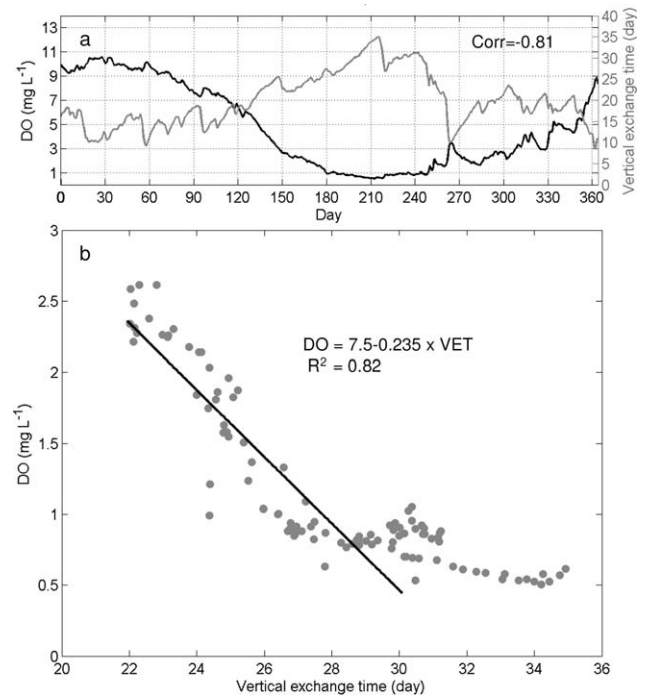 a
Corr=-0.81
DO (mg L⁻¹)
13
11
9
7
5
3
1
Vertical exchange time (day)
40
35
30
25
20
15
10
5
0
0 30 60 90 120 150 180 210 240 270 300 330 360
Day
b
DO = 7.5-0.235 x VET
R² = 0.82
DO (mg L⁻¹)
3
2.5
2
1.5
1
0.5
0
20 22 24 26 28 30 32 34 36
Vertical exchange time (day)